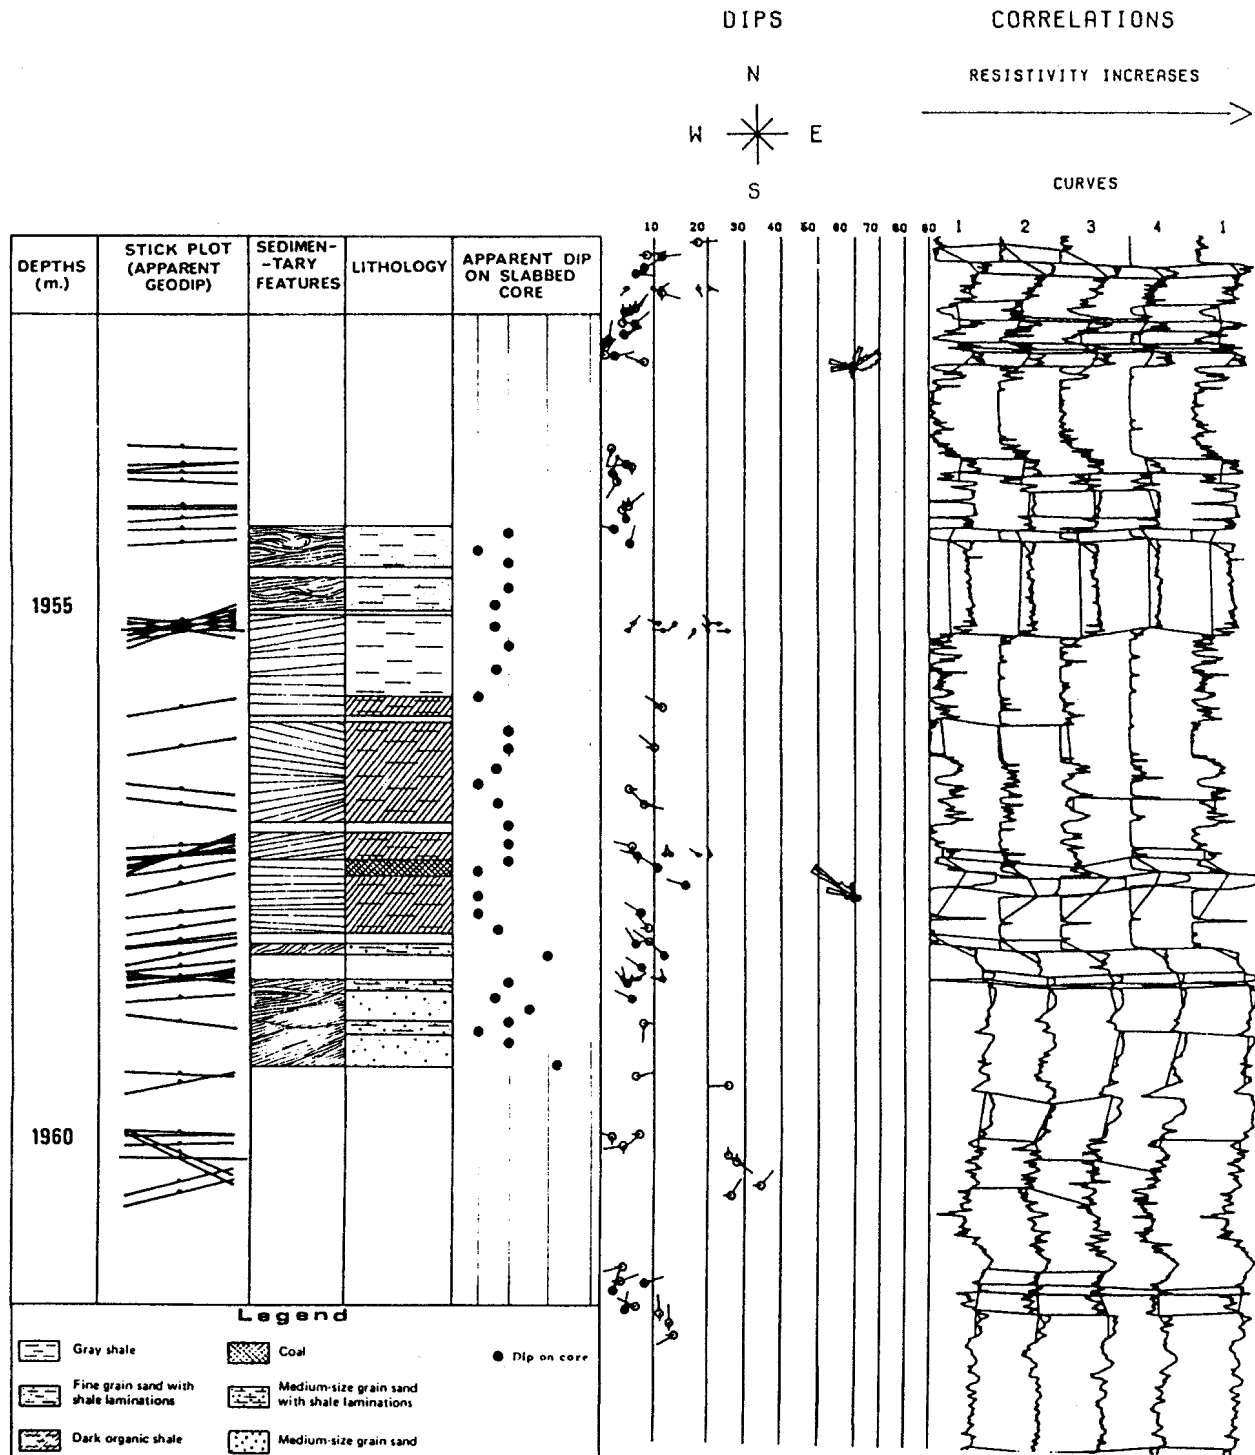 DIPS
CORRELATIONS
N
RESISTIVITY INCREASES
W E
S
CURVES
10 20 30 40 50 60 70 80 90 1 2 3 4 1
DEPTHS
(m.)
STICK PLOT
(APPARENT
GEODIP)
SEDIMEN-
-TARY
FEATURES
LITHOLOGY
APPARENT DIP
ON SLABBED
CORE
1955
1960
Legend
Gray shale
Coal
Dip on core
Fine grain sand with
shale laminations
Medium-size grain sand
with shale laminations
Dark organic shale
Medium-size grain sand